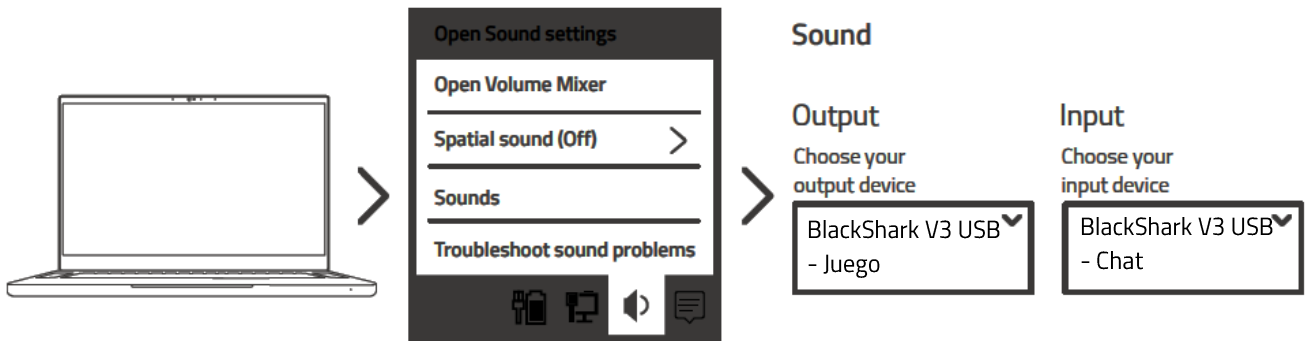 Open Sound settings
Open Volume Mixer
Spatial sound (Off)
Sounds
Troubleshoot sound problems
Sound
Output
Choose your
output device
BlackShark V3 USB
- Juego
Input
Choose your
input device
BlackShark V3 USB
- Chat